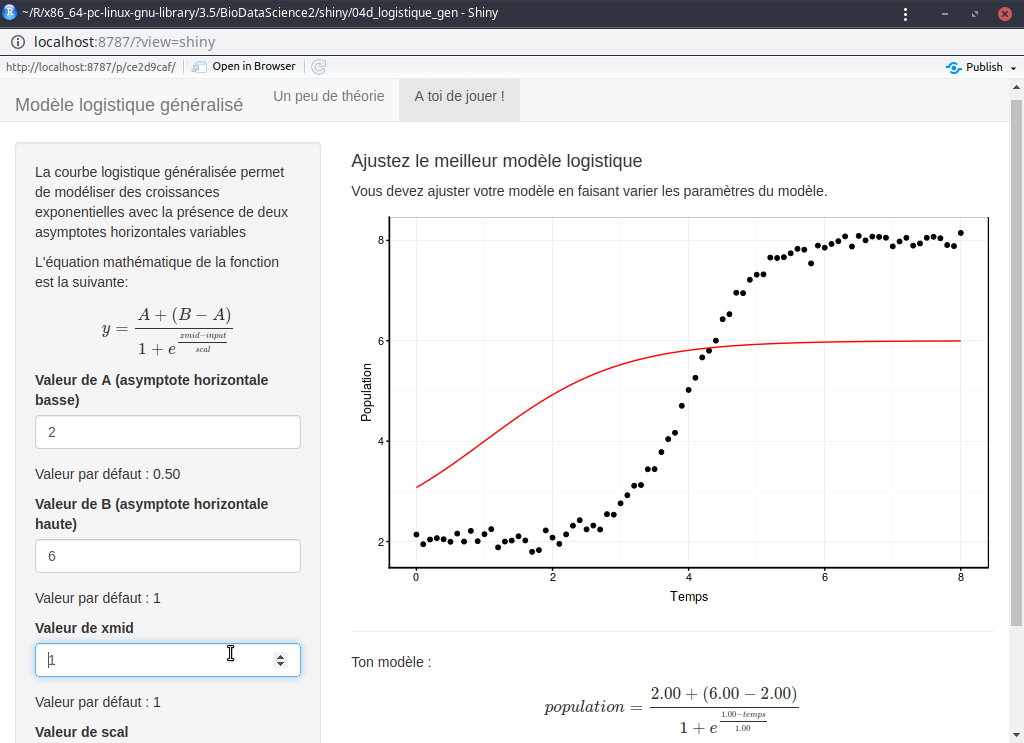 ~/R/x86_64-pc-linux-gnu-library/3.5/BioDataScience2/shiny/04d_logistique_gen - Shiny
localhost:8787/?view=shiny
http://localhost:8787/p/ce2d9caf/ Open in Browser Publish
Modèle logistique généralisé Un peu de théorie A toi de jouer !
La courbe logistique généralisée permet
de modéliser des croissances
exponentielles avec la présence de deux
asymptotes horizontales variables
L'équation mathématique de la fonction
est la suivante:
y = A + (B − A)
1 + e^(xmid−input / scal)
Valeur de A (asymptote horizontale
basse)
2
Valeur par défaut : 0.50
Valeur de B (asymptote horizontale
haute)
6
Valeur par défaut : 1
Valeur de xmid
1
Valeur par défaut : 1
Valeur de scal
Ajustez le meilleur modèle logistique
Vous devez ajuster votre modèle en faisant varier les paramètres du modèle.
Population
8
6
4
2
0 2 4 6 8
Temps
Ton modèle :
population = 2.00 + (6.00 − 2.00)
1 + e^(1.00−temps / 1.00)